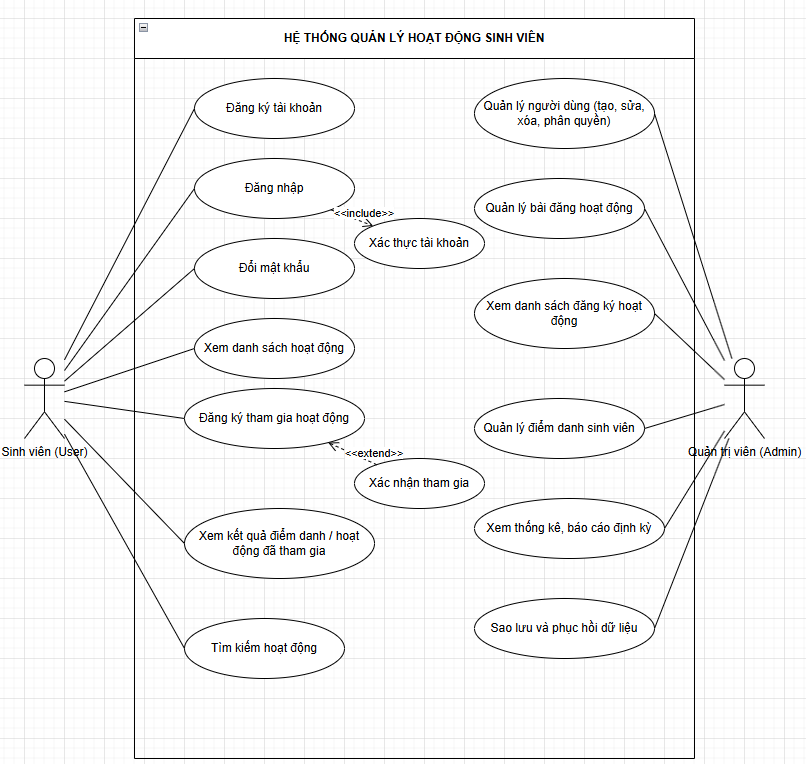 HỆ THỐNG QUẢN LÝ HOẠT ĐỘNG SINH VIÊN
Đăng ký tài khoản
Đăng nhập
<<include>>
Xác thực tài khoản
Đổi mật khẩu
Xem danh sách hoạt động
Đăng ký tham gia hoạt động
<<extend>>
Xác nhận tham gia
Xem kết quả điểm danh / hoạt
động đã tham gia
Tìm kiếm hoạt động
Sinh viên (User)
Quản lý người dùng (tạo, sửa,
xóa, phân quyền)
Quản lý bài đăng hoạt động
Xem danh sách đăng ký hoạt
động
Quản lý điểm danh sinh viên
Xem thống kê, báo cáo định kỳ
Sao lưu và phục hồi dữ liệu
Quản trị viên (Admin)